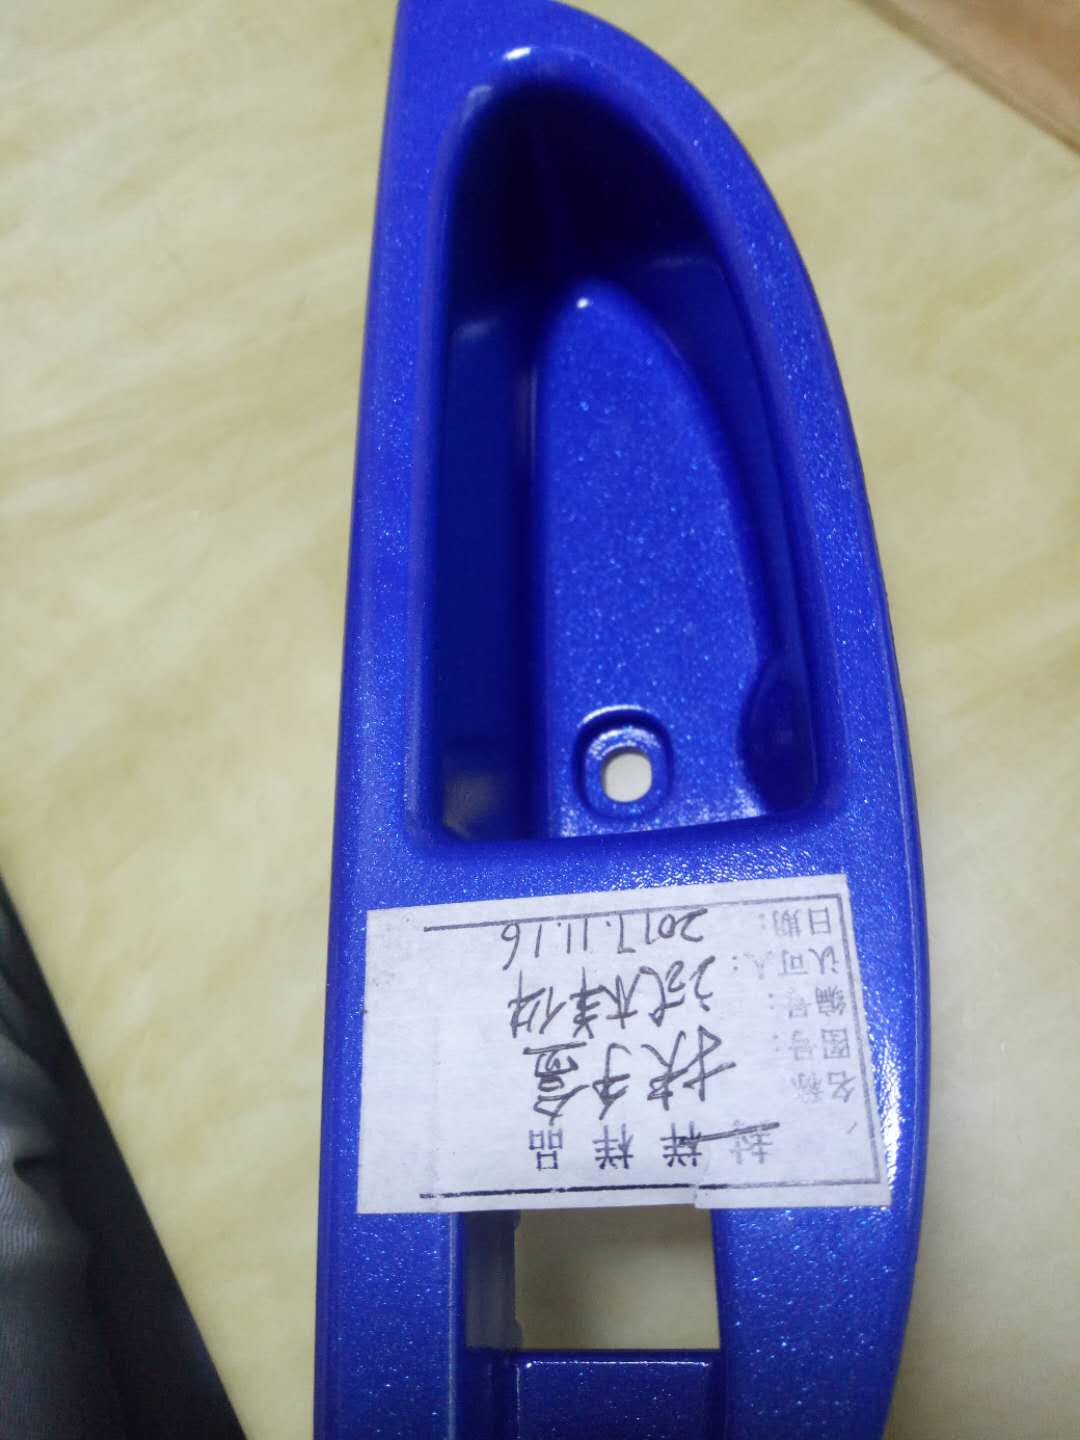 封样样品
名称: 扶手盒
图号:
编号: 试样件
认可人:
日期: 2017.11.16